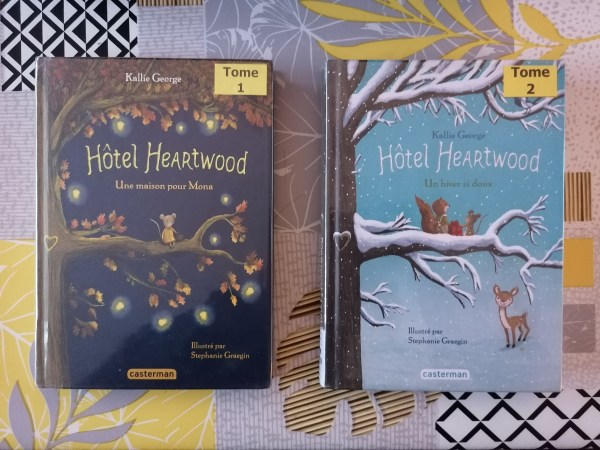 Kallie George
Tome
1
Hôtel Heartwood
Une maison pour Mona
Illustré par
Stephanie Graegin
casterman
Tome
2
Kallie George
Hôtel Heartwood
Un hiver si doux
Illustré par
Stephanie Graegin
casterman